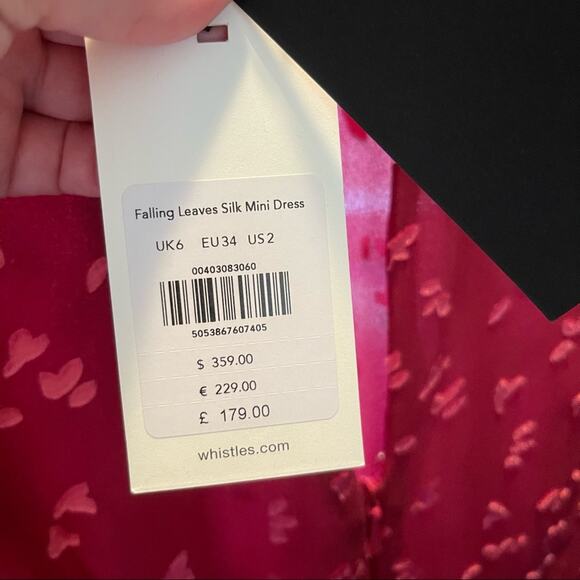 Falling Leaves Silk Mini Dress
UK6 EU34 US2
00403083060
5053867607405
$ 359.00
€ 229.00
£ 179.00
whistles.com